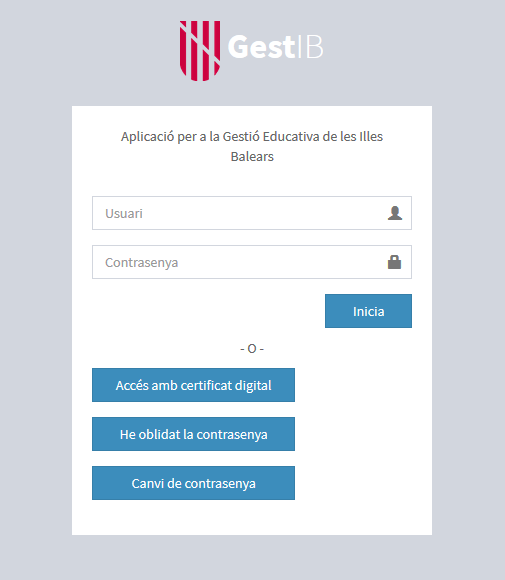 GestIB
Aplicació per a la Gestió Educativa de les Illes
Balears
Usuari
Contrasenya
Inicia
- O -
Accés amb certificat digital
He oblidat la contrasenya
Canvi de contrasenya